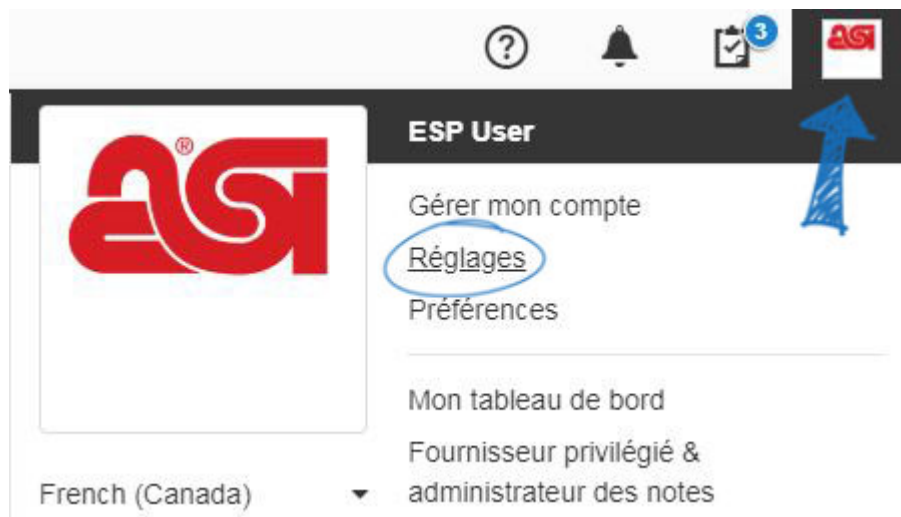 3
asi
ESP User
®
asi
Gérer mon compte
Réglages
Préférences
Mon tableau de bord
Fournisseur privilégié &
administrateur des notes
French (Canada)